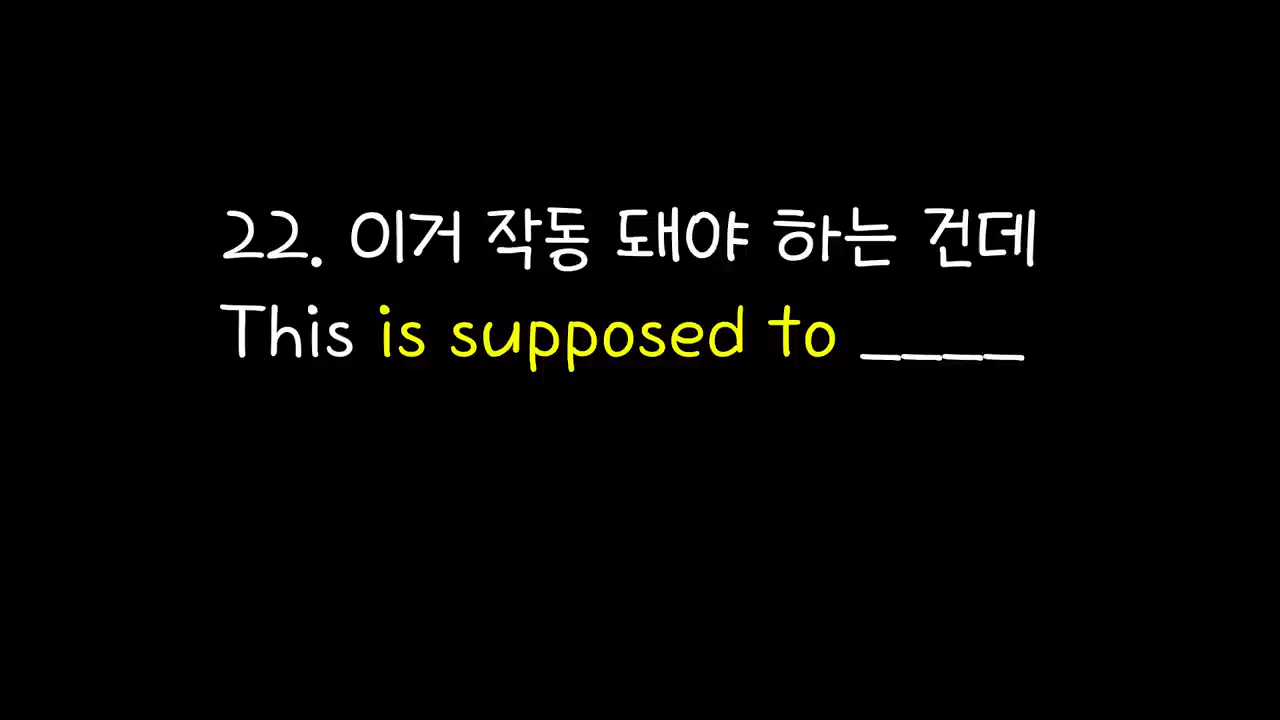 22. 이거 작동 돼야 하는 건데
This is supposed to ____